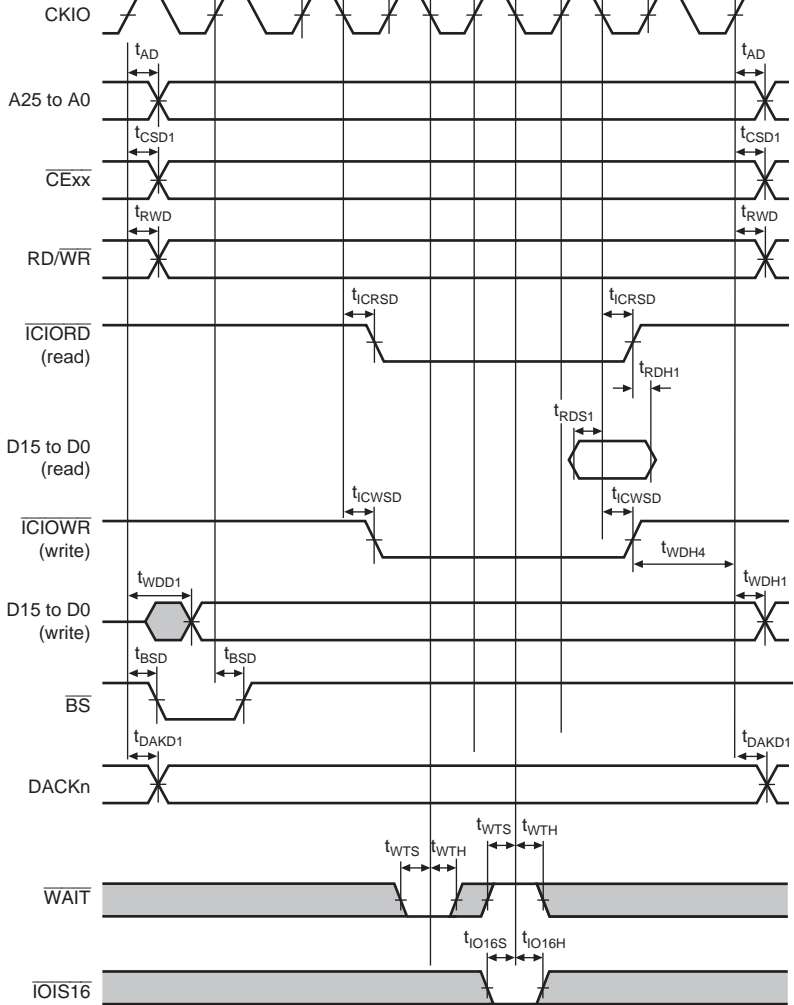 CKIO
tAD tAD
A25 to A0
tCSD1 tCSD1
CExx
tRWD tRWD
RD/WR
tICRSD tICRSD
ICIORD
(read)
tRDH1
tRDS1
D15 to D0
(read)
tICWSD tICWSD
ICIOWR
(write)
tWDH4
tWDD1 tWDH1
D15 to D0
(write)
tBSD tBSD
BS
tDAKD1 tDAKD1
DACKn
tWTS tWTH
tWTS tWTH
WAIT
tIO16S tIO16H
IOIS16